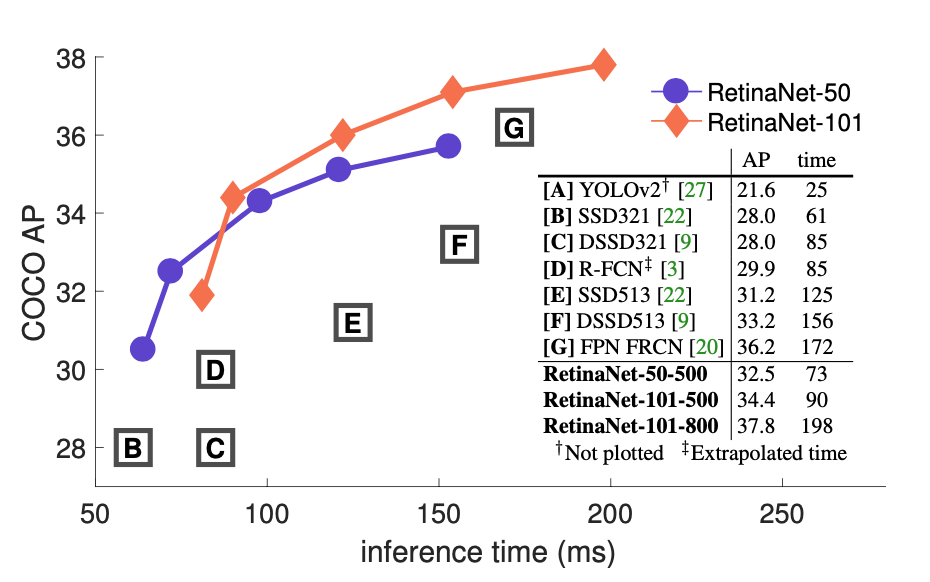 38
36
34
32
30
28
COCO AP
50 100 150 200 250
inference time (ms)
B
C
D
E
F
G
RetinaNet-50
RetinaNet-101
AP time
[A] YOLOv2† [27] 21.6 25
[B] SSD321 [22] 28.0 61
[C] DSSD321 [9] 28.0 85
[D] R-FCN‡ [3] 29.9 85
[E] SSD513 [22] 31.2 125
[F] DSSD513 [9] 33.2 156
[G] FPN FRCN [20] 36.2 172
RetinaNet-50-500 32.5 73
RetinaNet-101-500 34.4 90
RetinaNet-101-800 37.8 198
†Not plotted ‡Extrapolated time